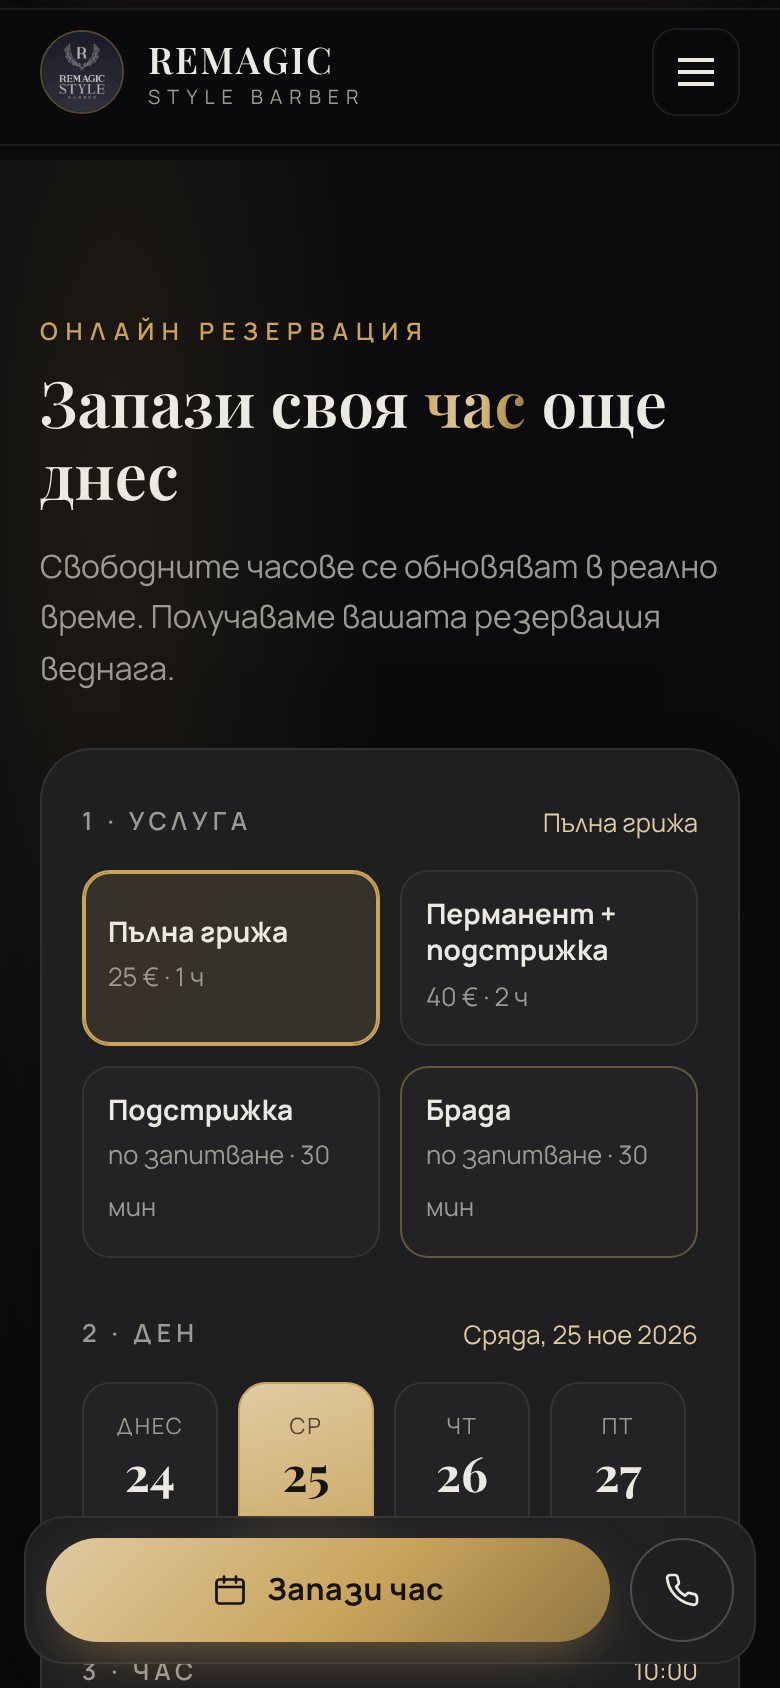 R
REMAGIC
STYLE
BARBER
REMAGIC
STYLE BARBER
ОНЛАЙН РЕЗЕРВАЦИЯ
Запази своя час още
днес
Свободните часове се обновяват в реално
време. Получаваме вашата резервация
веднага.
1 · УСЛУГА
Пълна грижа
Пълна грижа
25 € · 1 ч
Перманент +
подстрижка
40 € · 2 ч
Подстрижка
по запитване · 30
мин
Брада
по запитване · 30
мин
2 · ДЕН
Сряда, 25 ное 2026
ДНЕС
24
СР
25
ЧТ
26
ПТ
27
Запази час
3 · ЧАС
10:00